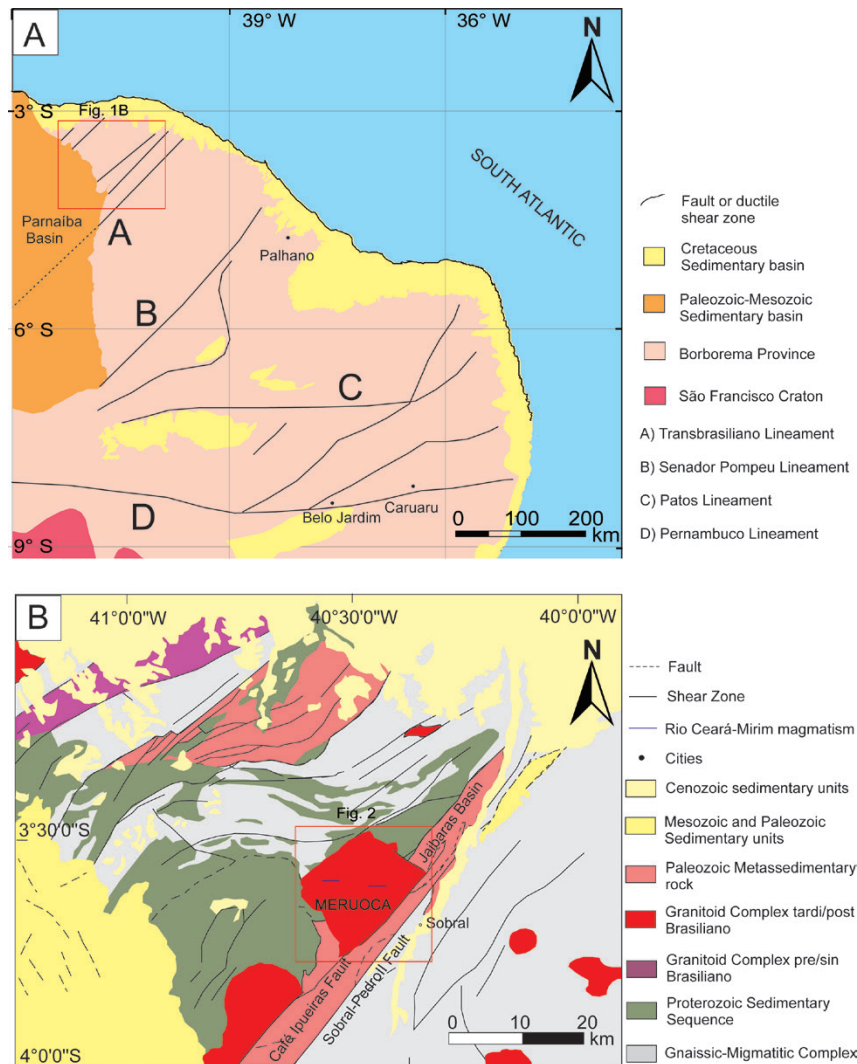 A
39° W
36° W
N
3° S
Fig. 1B
SOUTH ATLANTIC
Parnaíba
Basin
A
Palhano
B
6° S
C
D
Belo Jardim
Caruaru
0 100 200
km
9° S
Fault or ductile
shear zone
Cretaceous
Sedimentary basin
Paleozoic-Mesozoic
Sedimentary basin
Borborema Province
São Francisco Craton
A) Transbrasiliano Lineament
B) Senador Pompeu Lineament
C) Patos Lineament
D) Pernambuco Lineament
B
41°0'0"W
40°30'0"W
40°0'0"W
N
3°30'0"S
Fig. 2
Jaibaras Basin
MERUOCA
Sobral
Café Ipueiras Fault
Sobral-Pedro II Fault
0 10 20
km
4°0'0"S
Fault
Shear Zone
Rio Ceará-Mirim magmatism
Cities
Cenozoic sedimentary units
Mesozoic and Paleozoic
Sedimentary units
Paleozoic Metassedimentary
rock
Granitoid Complex tardi/post
Brasiliano
Granitoid Complex pre/sin
Brasiliano
Proterozoic Sedimentary
Sequence
Gnaissic-Migmatitic Complex